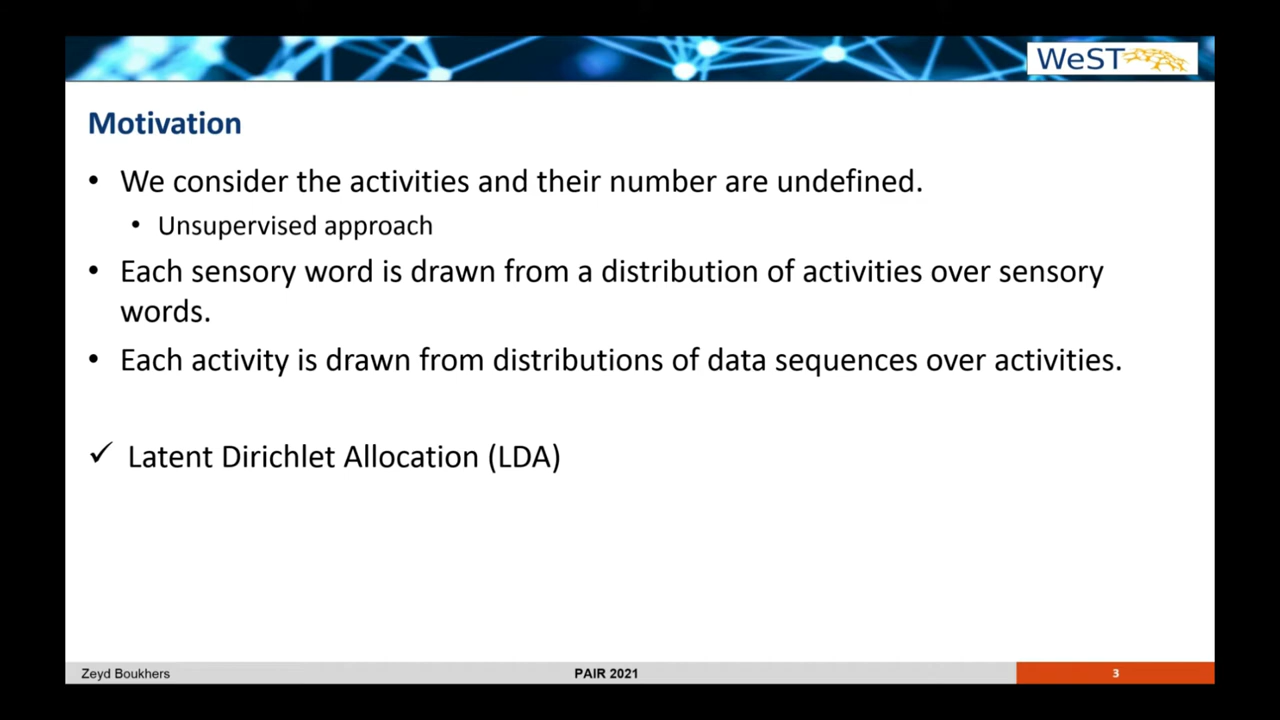 WeST
Motivation
• We consider the activities and their number are undefined.
• Unsupervised approach
• Each sensory word is drawn from a distribution of activities over sensory
words.
• Each activity is drawn from distributions of data sequences over activities.
✓ Latent Dirichlet Allocation (LDA)
Zeyd Boukhers
PAIR 2021
3